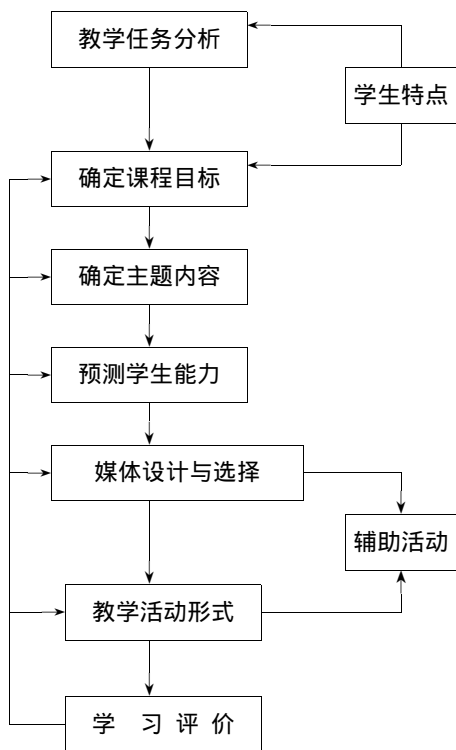 教学任务分析
学生特点
确定课程目标
确定主题内容
预测学生能力
媒体设计与选择
辅助活动
教学活动形式
学 习 评 价